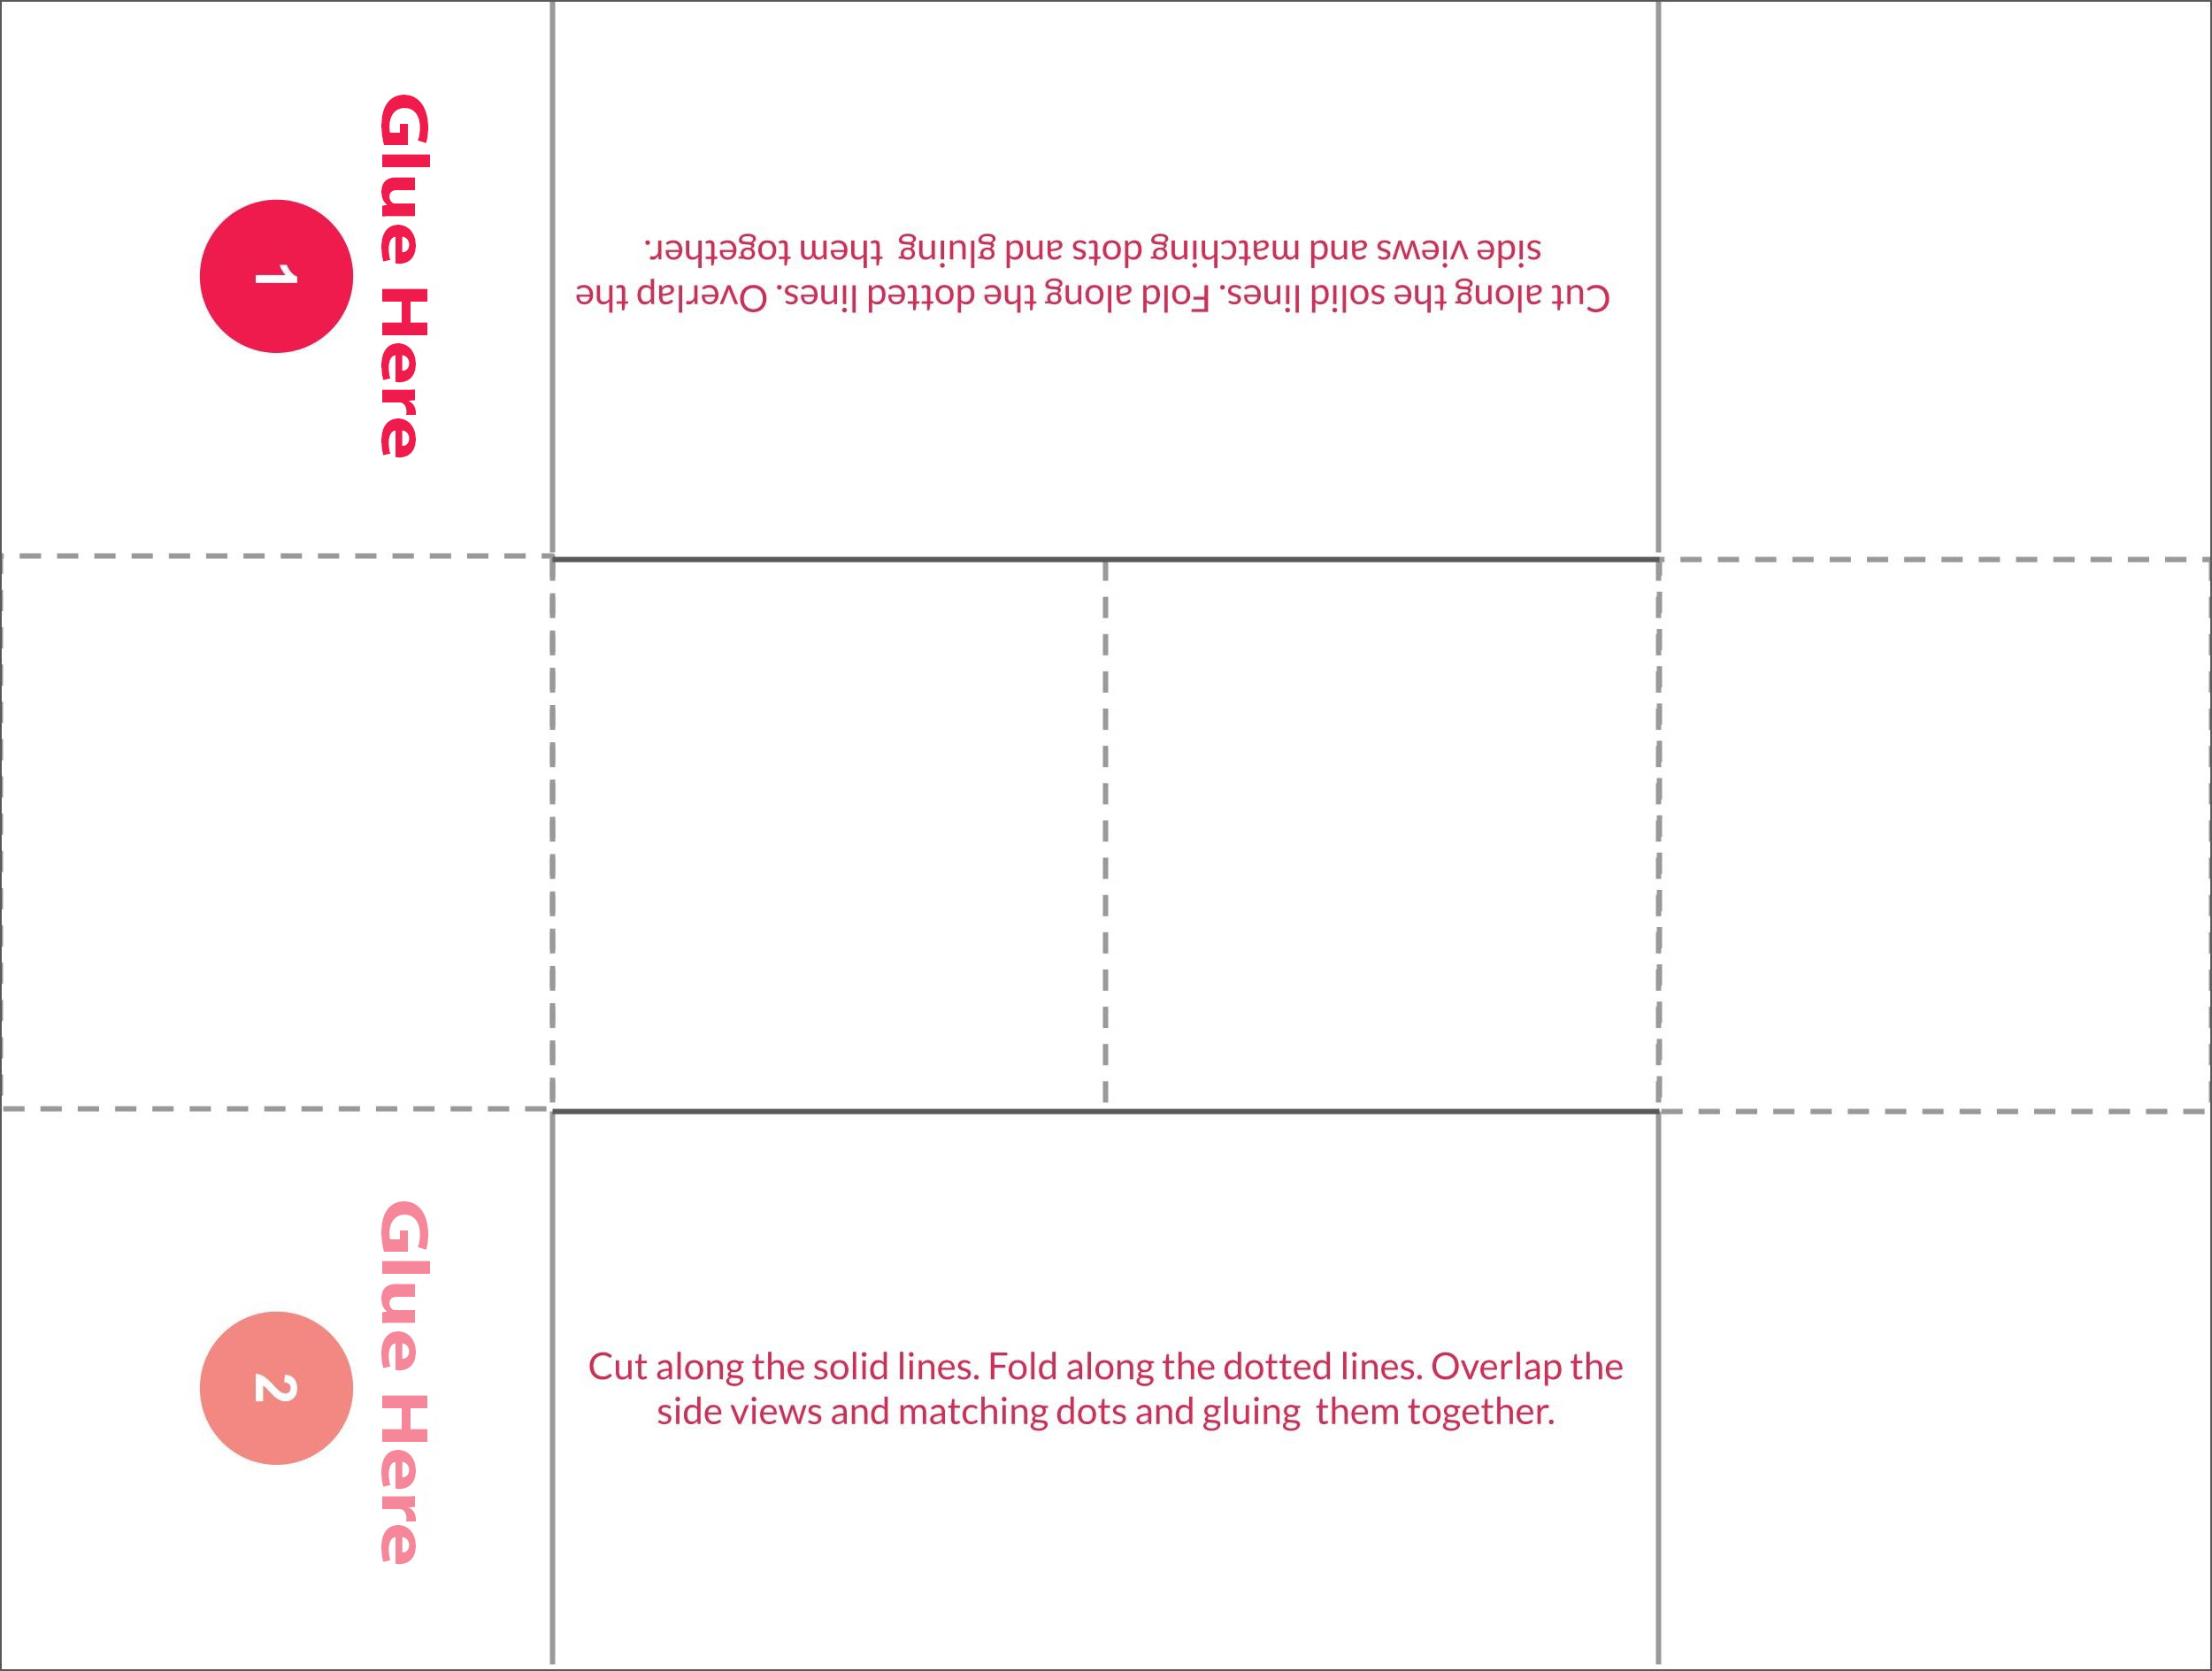 Glue Here
1
Cut along the solid lines. Fold along the dotted lines. Overlap the
side views and matching dots and gluing  them together.
Glue Here
2
Cut along the solid lines. Fold along the dotted lines. Overlap the
side views and matching dots and gluing  them together.